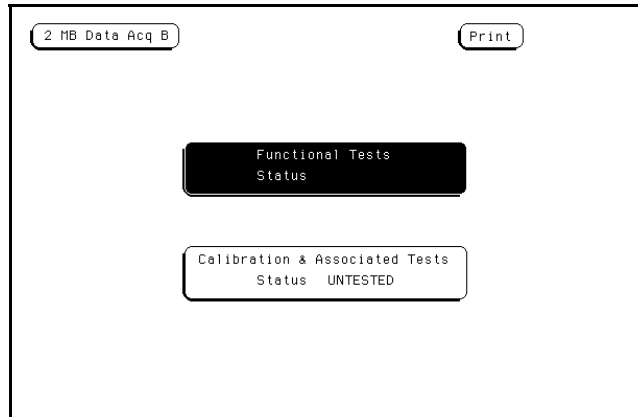 2 MB Data Acq B
Print
Functional Tests
Status
Calibration & Associated Tests
Status UNTESTED